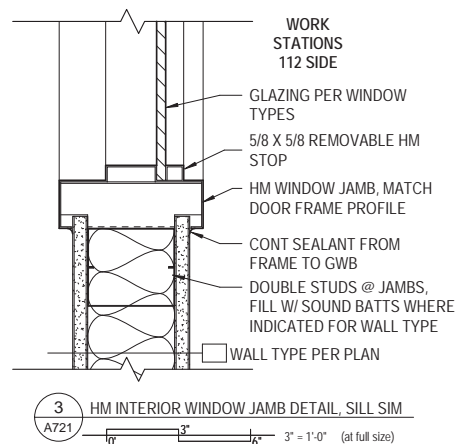 WORK
STATIONS
112 SIDE
GLAZING PER WINDOW
TYPES
5/8 X 5/8 REMOVABLE HM
STOP
HM WINDOW JAMB, MATCH
DOOR FRAME PROFILE
CONT SEALANT FROM
FRAME TO GWB
DOUBLE STUDS @ JAMBS,
FILL W/ SOUND BATTS WHERE
INDICATED FOR WALL TYPE
WALL TYPE PER PLAN
3
A721
HM INTERIOR WINDOW JAMB DETAIL, SILL SIM
0' 3" 6" 3" = 1'-0" (at full size)